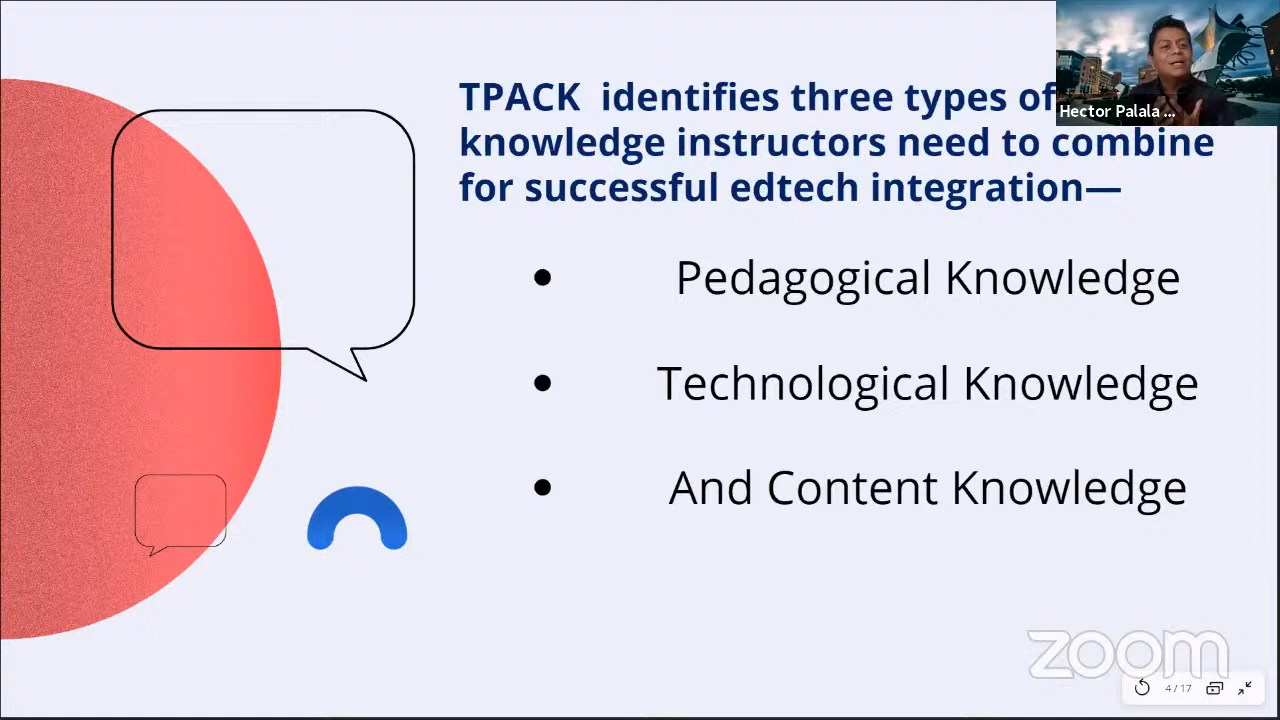 TPACK identifies three types of
knowledge instructors need to combine
for successful edtech integration—
• Pedagogical Knowledge
• Technological Knowledge
• And Content Knowledge
Hector Palala ...
zoom
4 / 17